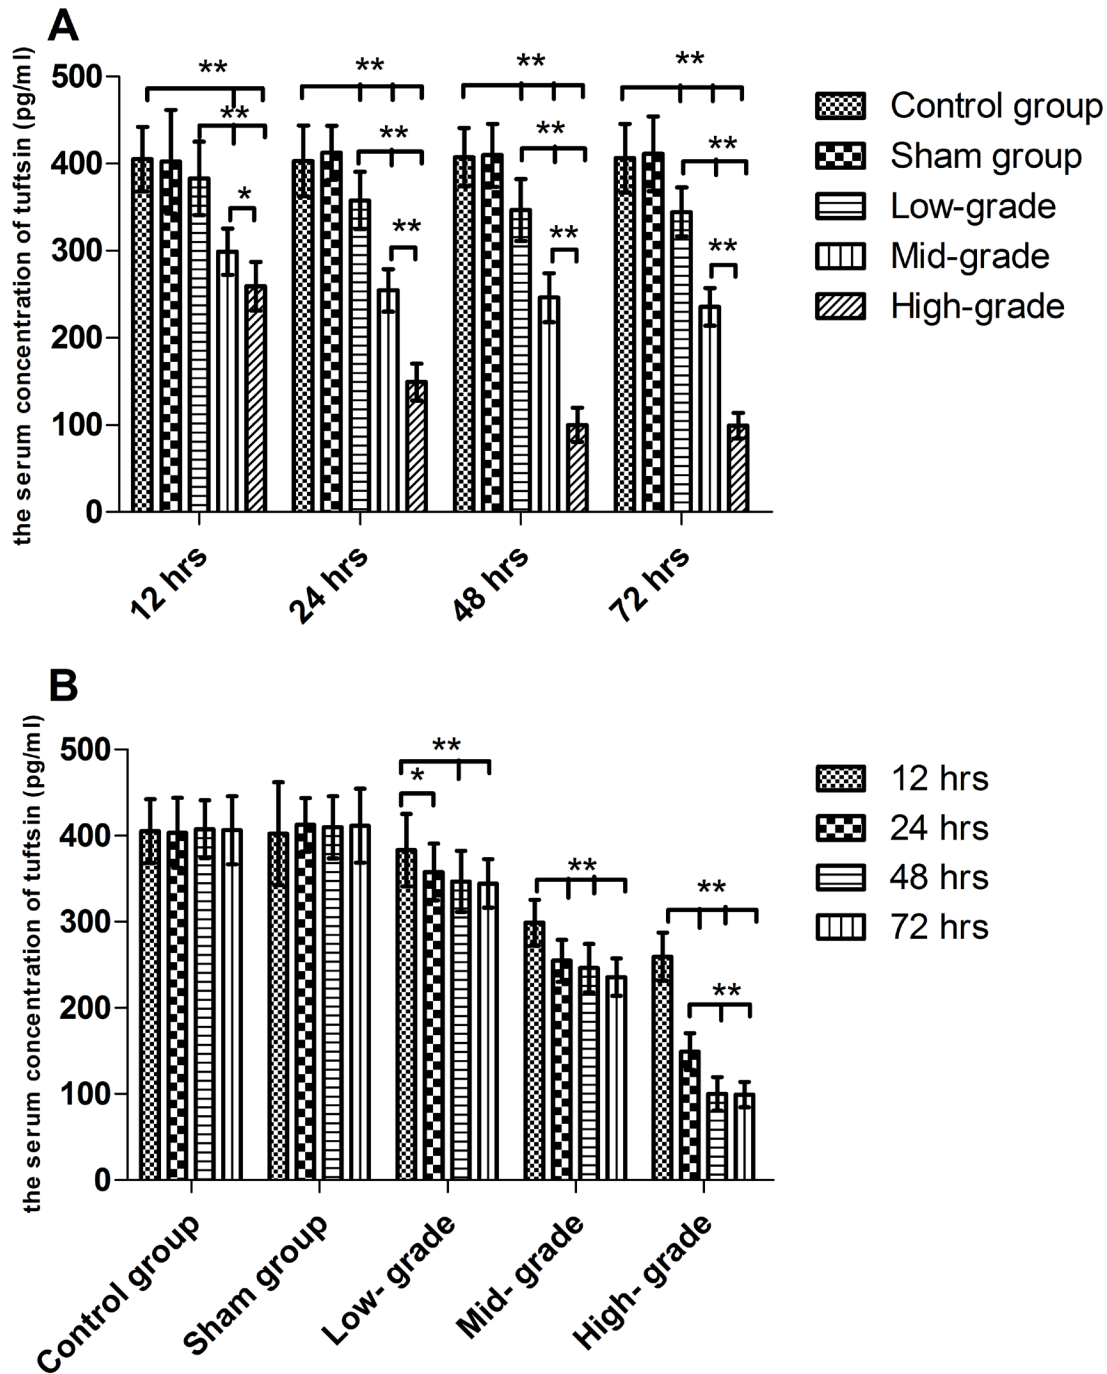 A
the serum concentration of tuftsin (pg/ml)
500
400
300
200
100
0
**
**
*
**
**
**
**
**
**
**
**
**
12 hrs
24 hrs
48 hrs
72 hrs
Control group
Sham group
Low-grade
Mid-grade
High-grade
B
the serum concentration of tuftsin (pg/ml)
500
400
300
200
100
0
**
*
**
**
**
Control group
Sham group
Low- grade
Mid- grade
High- grade
12 hrs
24 hrs
48 hrs
72 hrs